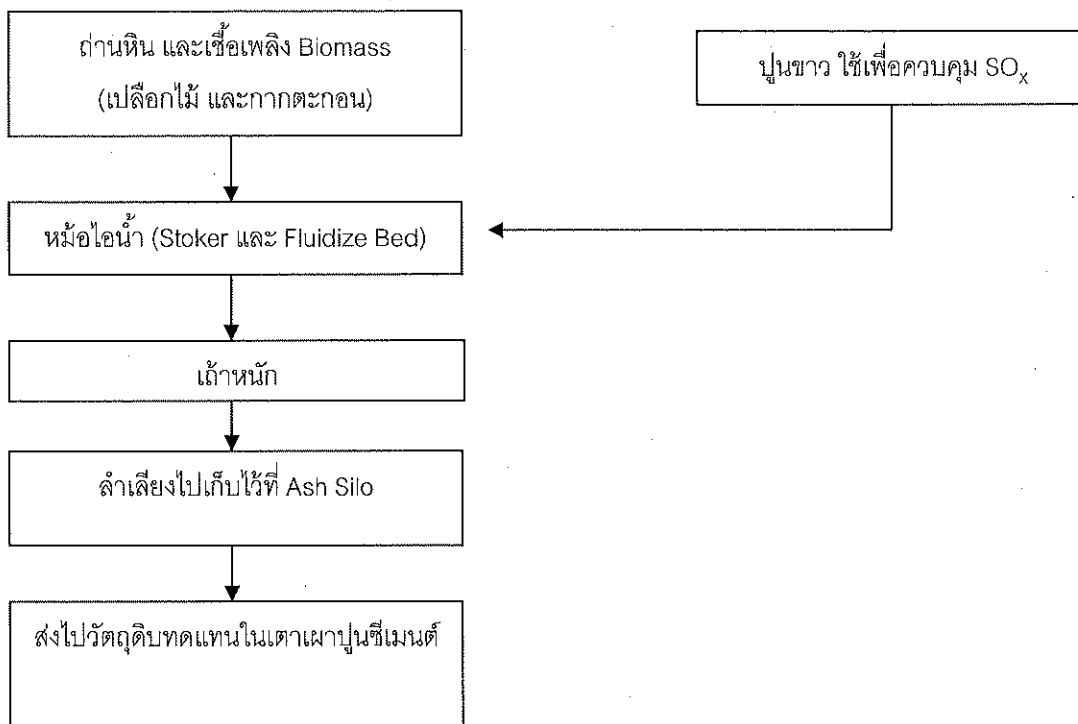 ถ่านหิน และเชื้อเพลิง Biomass
(เปลือกไม้ และกากตะกอน)
ปูนขาว ใช้เพื่อควบคุม SOx
หม้อไอน้ำ (Stoker และ Fluidize Bed)
เถ้าหนัก
ลำเลียงไปเก็บไว้ที่ Ash Silo
ส่งไปวัตถุดิบทดแทนในเตาเผาปูนซีเมนต์